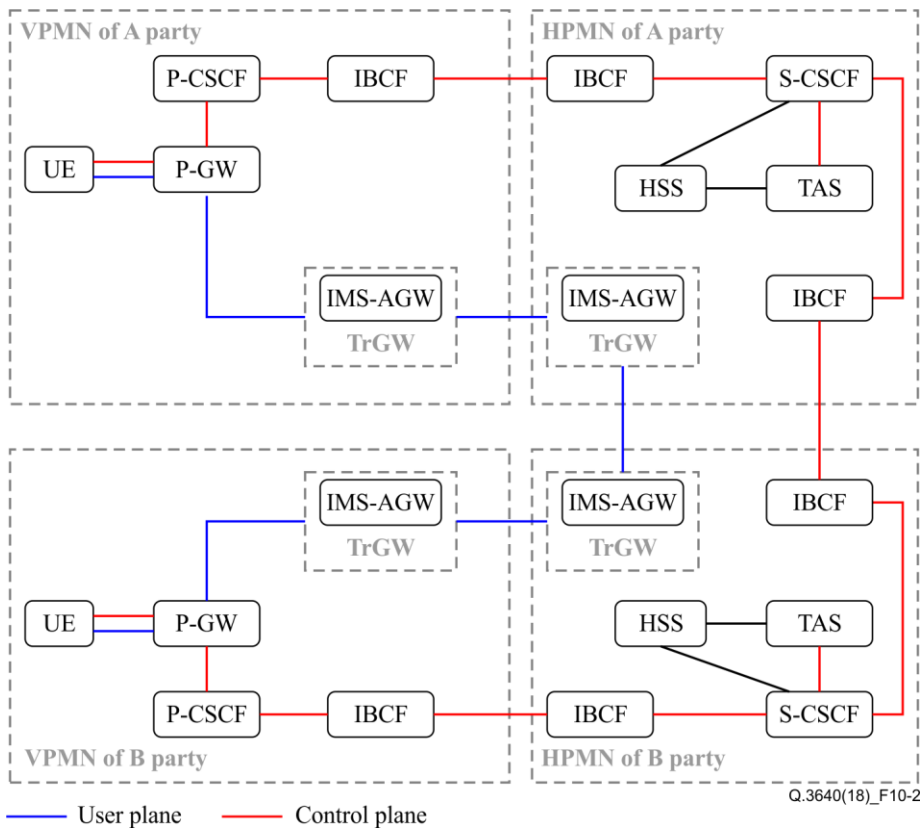 VPMN of A party
HPMN of A party
P-CSCF
IBCF
IBCF
S-CSCF
UE
P-GW
HSS
TAS
IMS-AGW
TrGW
IMS-AGW
TrGW
IBCF
IMS-AGW
TrGW
IMS-AGW
TrGW
IBCF
UE
P-GW
HSS
TAS
P-CSCF
IBCF
IBCF
S-CSCF
VPMN of B party
HPMN of B party
Q.3640(18)_F10-2
User plane
Control plane